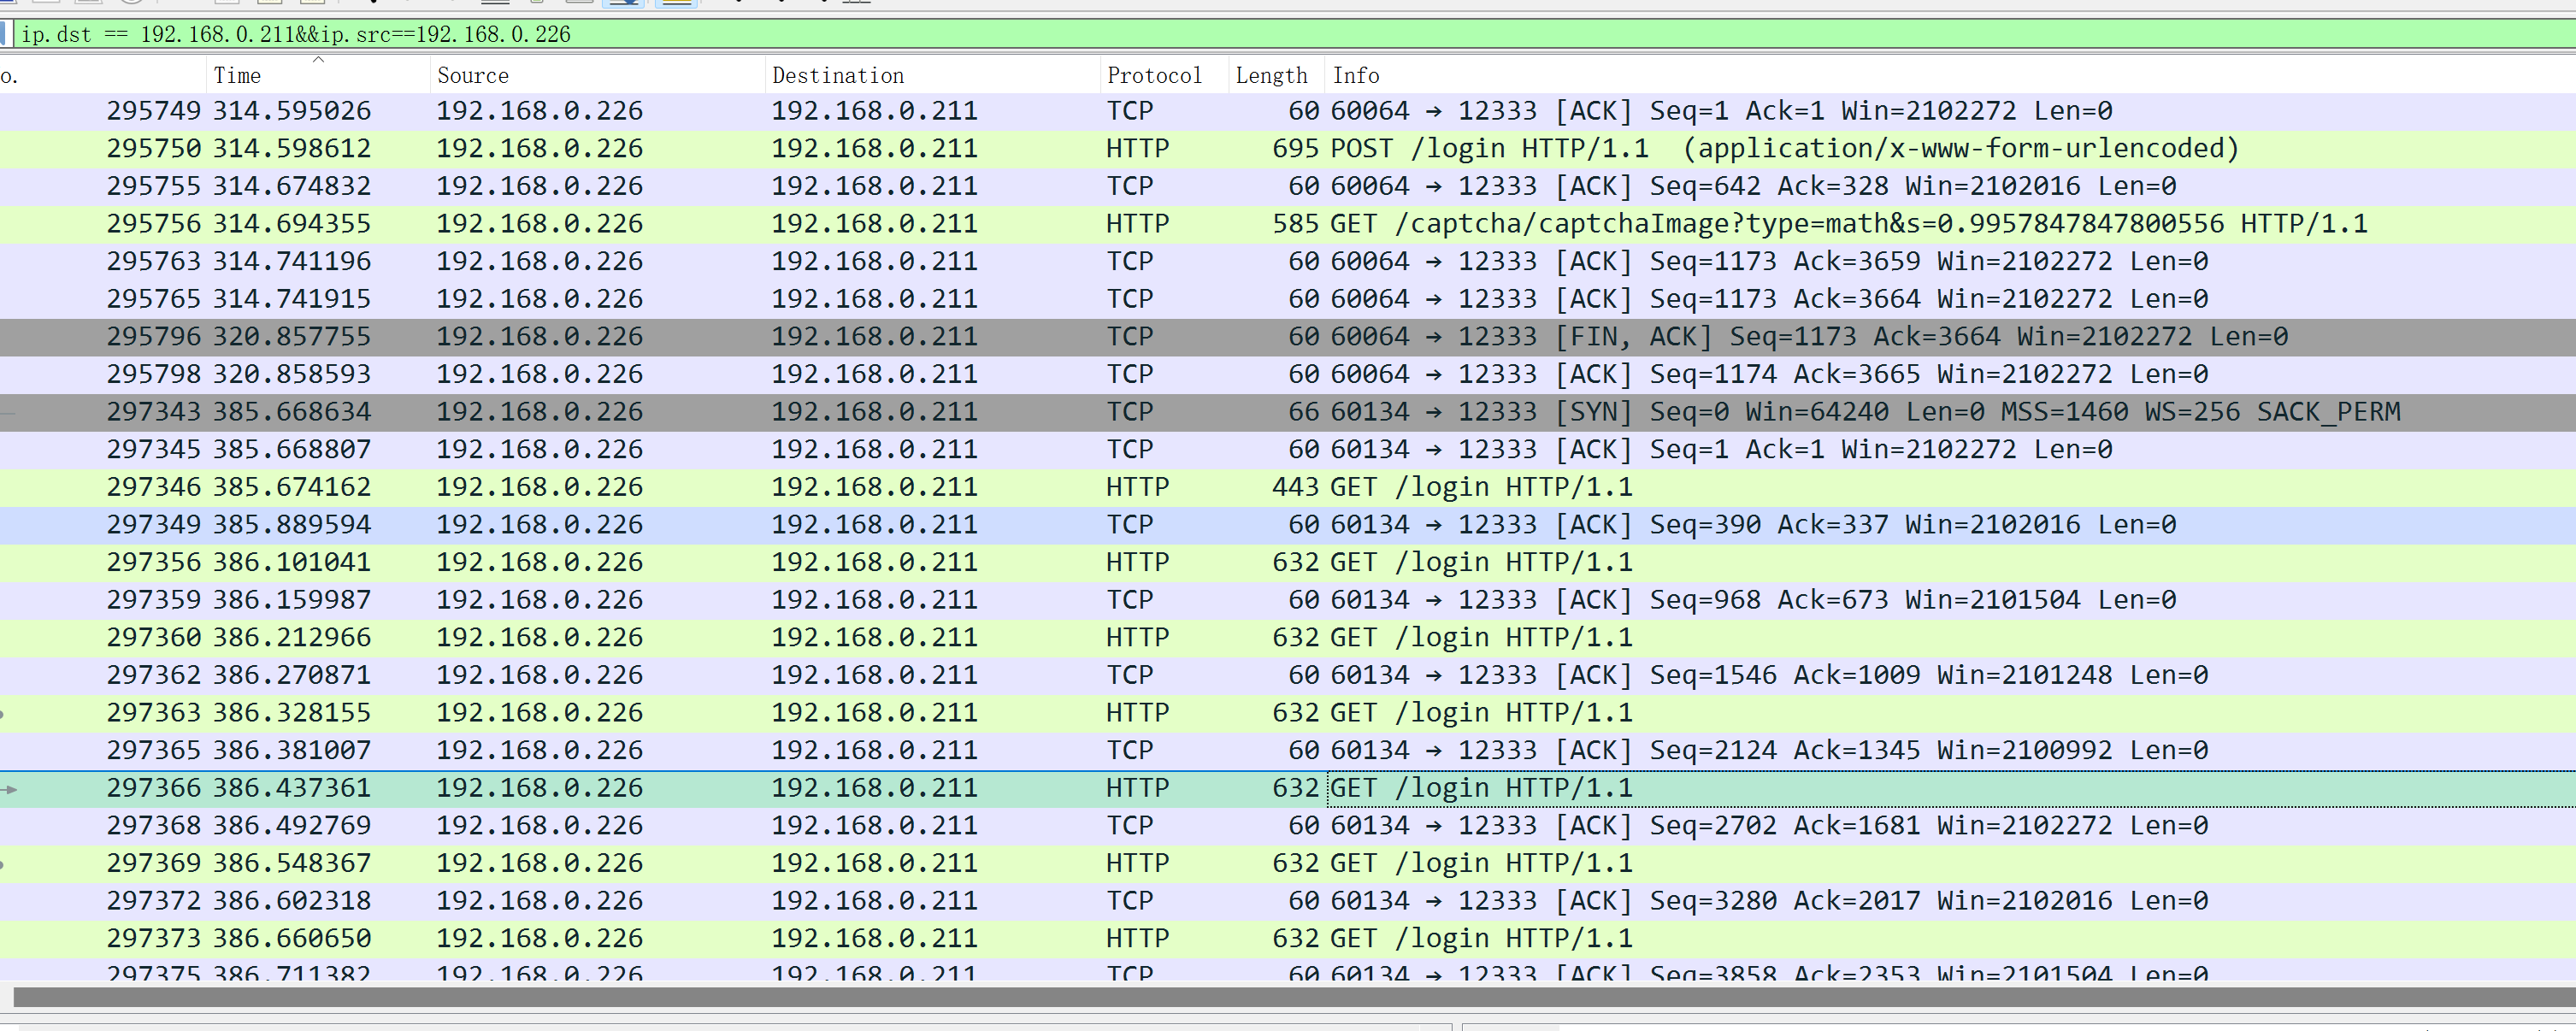 ip.dst == 192.168.0.211&&ip.src==192.168.0.226
o. Time Source Destination Protocol Length Info
295749 314.595026 192.168.0.226 192.168.0.211 TCP 60 60064 → 12333 [ACK] Seq=1 Ack=1 Win=2102272 Len=0
295750 314.598612 192.168.0.226 192.168.0.211 HTTP 695 POST /login HTTP/1.1  (application/x-www-form-urlencoded)
295755 314.674832 192.168.0.226 192.168.0.211 TCP 60 60064 → 12333 [ACK] Seq=642 Ack=328 Win=2102016 Len=0
295756 314.694355 192.168.0.226 192.168.0.211 HTTP 585 GET /captcha/captchaImage?type=math&s=0.9957847847800556 HTTP/1.1
295763 314.741196 192.168.0.226 192.168.0.211 TCP 60 60064 → 12333 [ACK] Seq=1173 Ack=3659 Win=2102272 Len=0
295765 314.741915 192.168.0.226 192.168.0.211 TCP 60 60064 → 12333 [ACK] Seq=1173 Ack=3664 Win=2102272 Len=0
295796 320.857755 192.168.0.226 192.168.0.211 TCP 60 60064 → 12333 [FIN, ACK] Seq=1173 Ack=3664 Win=2102272 Len=0
295798 320.858593 192.168.0.226 192.168.0.211 TCP 60 60064 → 12333 [ACK] Seq=1174 Ack=3665 Win=2102272 Len=0
297343 385.668634 192.168.0.226 192.168.0.211 TCP 66 60134 → 12333 [SYN] Seq=0 Win=64240 Len=0 MSS=1460 WS=256 SACK_PERM
297345 385.668807 192.168.0.226 192.168.0.211 TCP 60 60134 → 12333 [ACK] Seq=1 Ack=1 Win=2102272 Len=0
297346 385.674162 192.168.0.226 192.168.0.211 HTTP 443 GET /login HTTP/1.1
297349 385.889594 192.168.0.226 192.168.0.211 TCP 60 60134 → 12333 [ACK] Seq=390 Ack=337 Win=2102016 Len=0
297356 386.101041 192.168.0.226 192.168.0.211 HTTP 632 GET /login HTTP/1.1
297359 386.159987 192.168.0.226 192.168.0.211 TCP 60 60134 → 12333 [ACK] Seq=968 Ack=673 Win=2101504 Len=0
297360 386.212966 192.168.0.226 192.168.0.211 HTTP 632 GET /login HTTP/1.1
297362 386.270871 192.168.0.226 192.168.0.211 TCP 60 60134 → 12333 [ACK] Seq=1546 Ack=1009 Win=2101248 Len=0
297363 386.328155 192.168.0.226 192.168.0.211 HTTP 632 GET /login HTTP/1.1
297365 386.381007 192.168.0.226 192.168.0.211 TCP 60 60134 → 12333 [ACK] Seq=2124 Ack=1345 Win=2100992 Len=0
297366 386.437361 192.168.0.226 192.168.0.211 HTTP 632 GET /login HTTP/1.1
297368 386.492769 192.168.0.226 192.168.0.211 TCP 60 60134 → 12333 [ACK] Seq=2702 Ack=1681 Win=2102272 Len=0
297369 386.548367 192.168.0.226 192.168.0.211 HTTP 632 GET /login HTTP/1.1
297372 386.602318 192.168.0.226 192.168.0.211 TCP 60 60134 → 12333 [ACK] Seq=3280 Ack=2017 Win=2102016 Len=0
297373 386.660650 192.168.0.226 192.168.0.211 HTTP 632 GET /login HTTP/1.1
297375 386.711382 192.168.0.226 192.168.0.211 TCP 60 60134 → 12333 [ACK] Seq=3858 Ack=2353 Win=2101504 Len=0